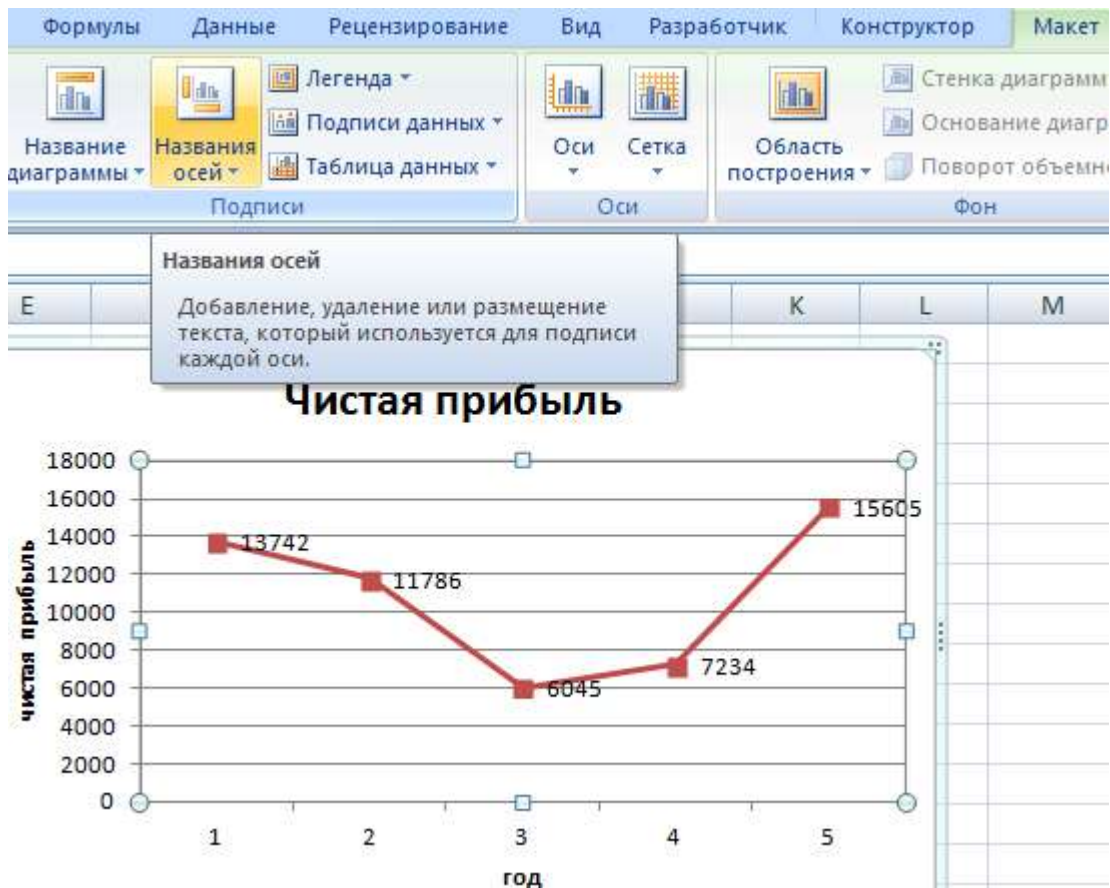 Формулы Данные Рецензирование Вид Разработчик Конструктор Макет
Название диаграммы
Названия осей
Легенда
Подписи данных
Таблица данных
Подписи
Оси
Сетка
Оси
Область построения
Стенка диаграмм
Основание диагр
Поворот объемн
Фон
Названия осей
Добавление, удаление или размещение
текста, который используется для подписи
каждой оси.
E K L M
Чистая прибыль
чистая прибыль
18000
16000
14000
12000
10000
8000
6000
4000
2000
0
13742
11786
6045
7234
15605
1 2 3 4 5
год